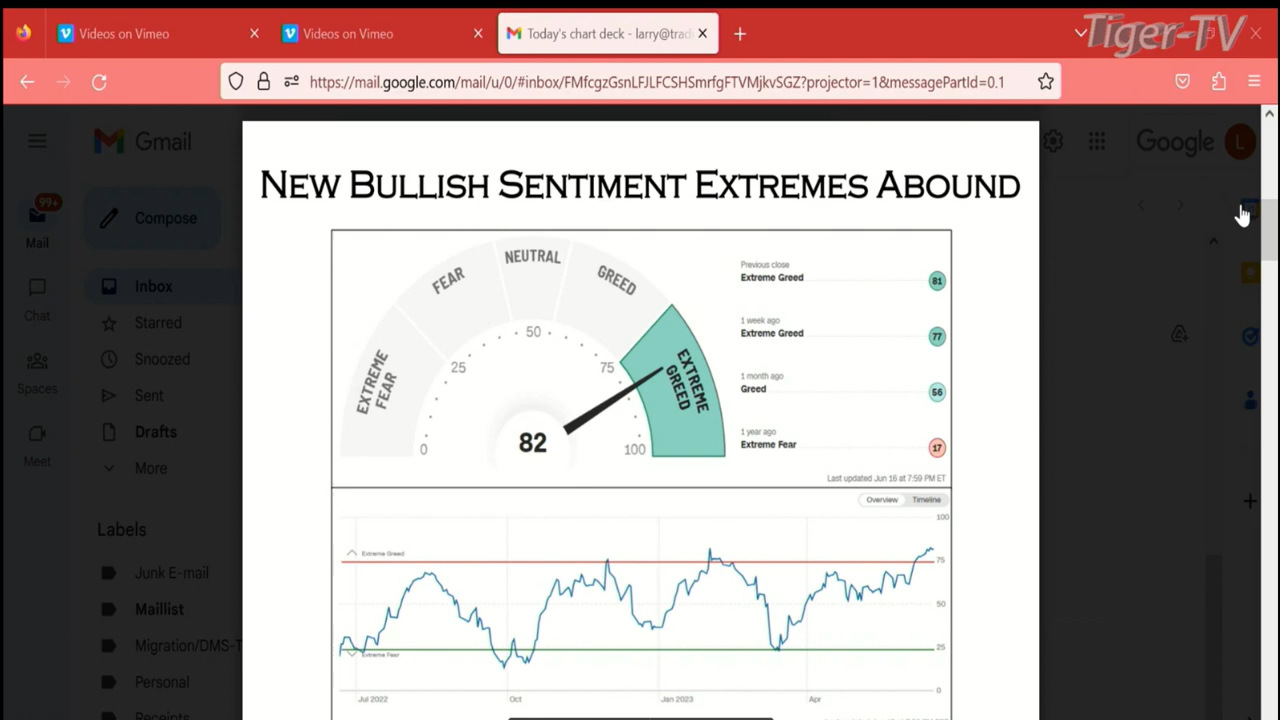 Videos on Vimeo
Videos on Vimeo
Today's chart deck - larry@trad
Tiger-TV
https://mail.google.com/mail/u/0/#inbox/FMfcgzGsnLFJLFCSHSmrfgFTVMjkvSGZ?projector=1&messagePartId=0.1
Gmail
Google
L
NEW BULLISH SENTIMENT EXTREMES ABOUND
99+
Mail
Chat
Spaces
Meet
Compose
Inbox
Starred
Snoozed
Sent
Drafts
More
Labels
Junk E-mail
Maillist
Migration/DMS-T
Personal
Receipts
EXTREME FEAR
FEAR
NEUTRAL
GREED
EXTREME GREED
0
25
50
75
100
82
Previous close
Extreme Greed
81
1 week ago
Extreme Greed
77
1 month ago
Greed
56
1 year ago
Extreme Fear
17
Last updated Jun 16 at 7:59 PM ET
Overview
Timeline
100
Extreme Greed
75
50
25
Extreme Fear
0
Jul 2022
Oct
Jan 2023
Apr